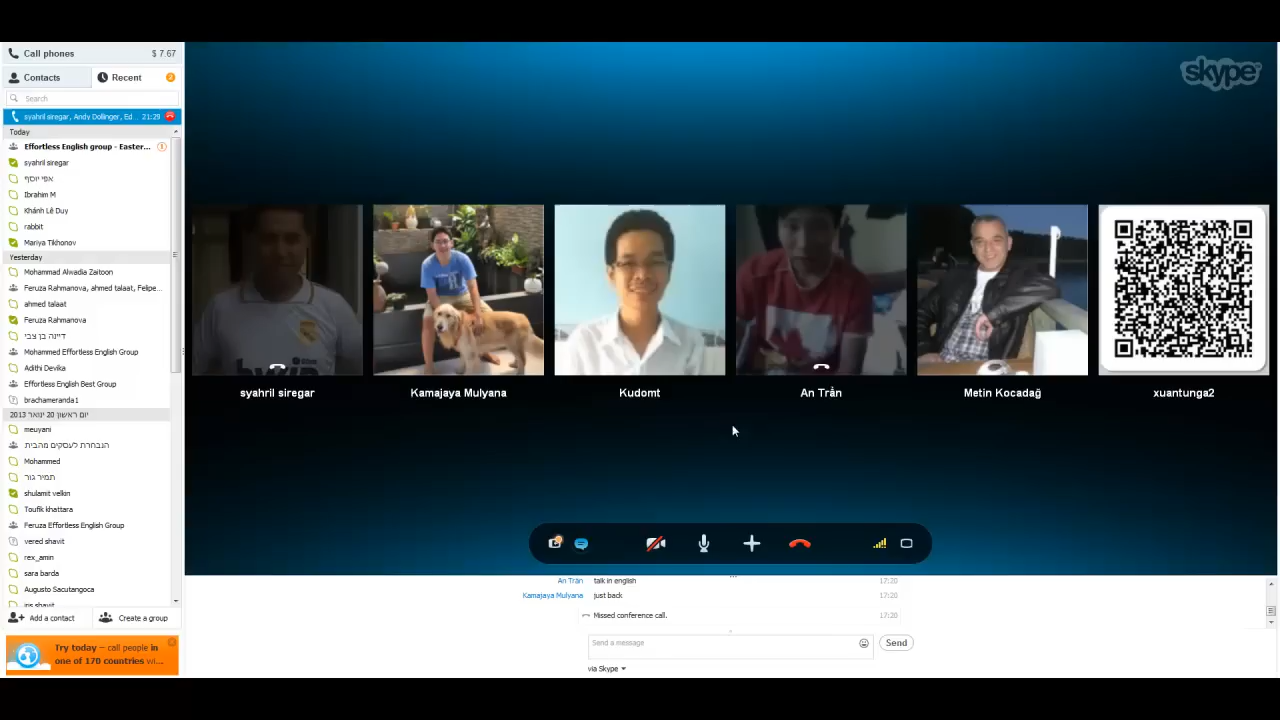 Call phones
$ 7.67
Contacts
Recent
2
Search
syahril siregar, Andy Dollinger, Ed... 21:29
Today
Effortless English group - Easter...
syahril siregar
אפי יוסף
Ibrahim M
Khánh Lê Duy
rabbit
Mariya Tikhonov
Yesterday
Mohammad Alwadia Zaitoon
Feruza Rahmanova, ahmed talaat, Felipe...
ahmed talaat
Feruza Rahmanova
דיינה בן צבי
Mohammed Effortless English Group
Adithi Devika
Effortless English Best Group
brachameranda1
יום ראשון 20 ינואר 2013
meuyani
הנבחרת לעסקים מהבית
Mohammed
תמיר גור
shulamit velkin
Toufik khattara
Feruza Effortless English Group
vered shavit
rex_amin
sara barda
Augusto Sacutangoca
iris shavit
Add a contact
Create a group
Try today – call people in
one of 170 countries wi...
skype
syahril siregar
Kamajaya Mulyana
Kudomt
An Trần
Metin Kocadağ
xuantunga2
An Trần talk in english 17:20
Kamajaya Mulyana just back 17:20
Missed conference call. 17:20
Send a message
Send
via Skype